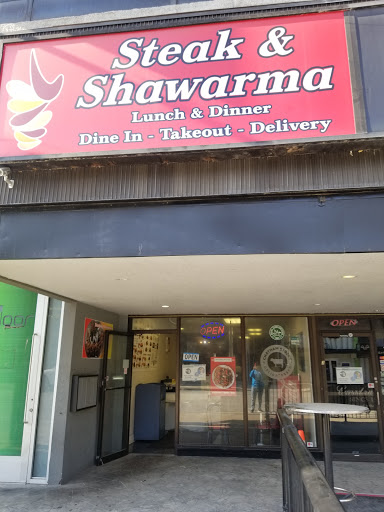 Steak &
Shawarma
Lunch & Dinner
Dine In - Takeout - Delivery
OPEN
OPEN
OPEN